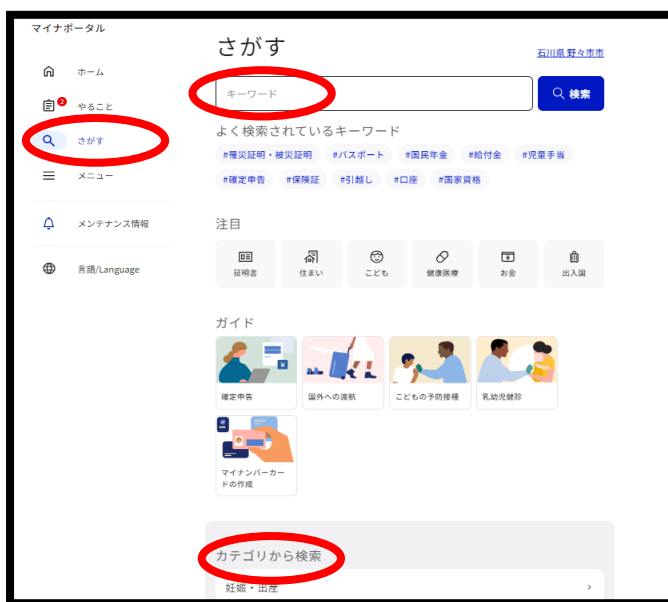 マイナポータル
さがす
石川県 野々市市
ホーム
キーワード
検索
2
やること
さがす
メニュー
よく検索されているキーワード
#罹災証明・被災証明 #パスポート #国民年金 #給付金 #児童手当
#確定申告 #保険証 #引越し #口座 #国家資格
メンテナンス情報
注目
言語/Language
証明書 住まい こども 健康医療 お金 出入国
ガイド
確定申告 国外への渡航 こどもの予防接種 乳幼児健診
マイナンバーカー
ドの作成
カテゴリから検索
妊娠・出産